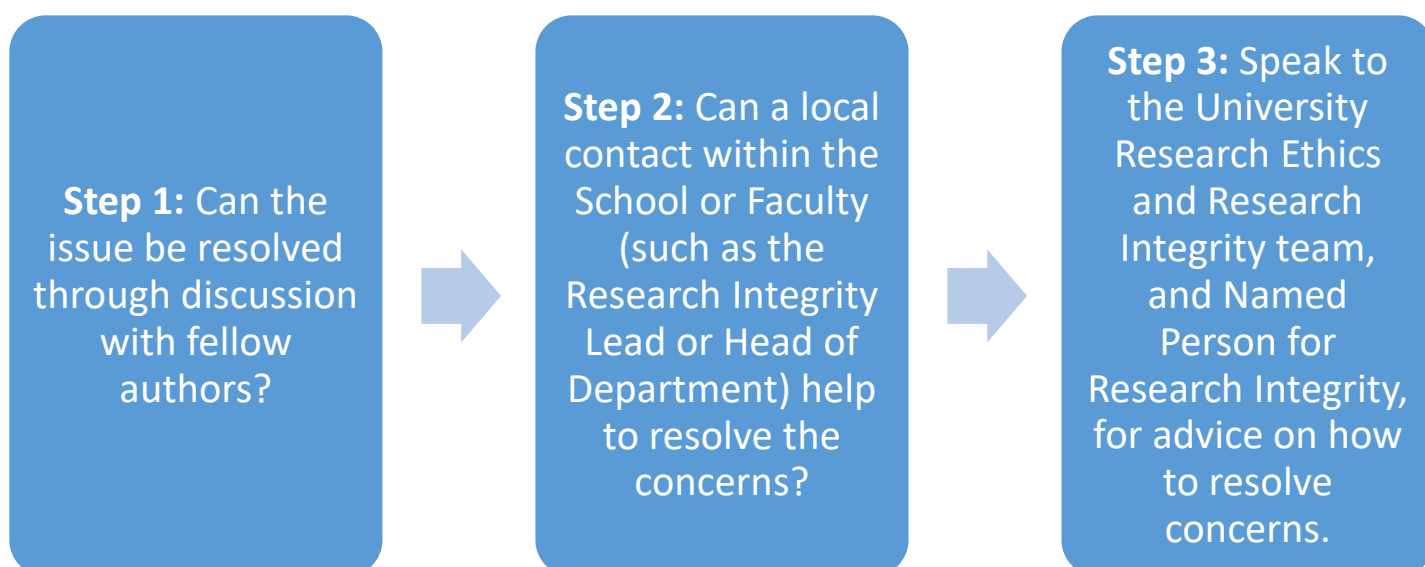 Step 1: Can the
issue be resolved
through discussion
with fellow
authors?
Step 2: Can a local
contact within the
School or Faculty
(such as the
Research Integrity
Lead or Head of
Department) help
to resolve the
concerns?
Step 3: Speak to
the University
Research Ethics
and Research
Integrity team,
and Named
Person for
Research Integrity,
for advice on how
to resolve
concerns.